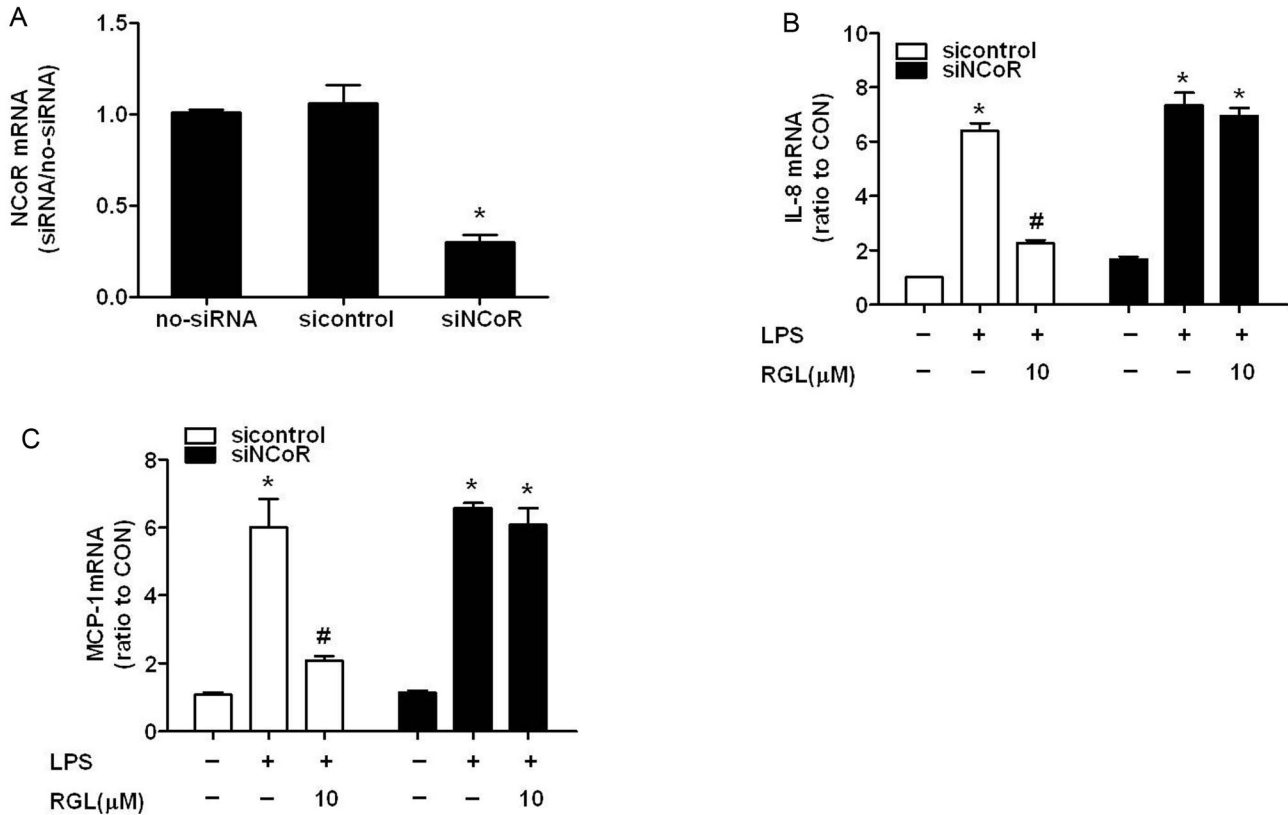 A
NCoR mRNA
(siRNA/no-siRNA)
1.5
1.0
0.5
0.0
*
no-siRNA sicontrol siNCoR
B
IL-8 mRNA
(ratio to CON)
10
8
6
4
2
0
sicontrol
siNCoR
* # * *
LPS − + + − + +
RGL(μM) − − 10 − − 10
C
MCP-1mRNA
(ratio to CON)
8
6
4
2
0
sicontrol
siNCoR
* # * *
LPS − + + − + +
RGL(μM) − − 10 − − 10